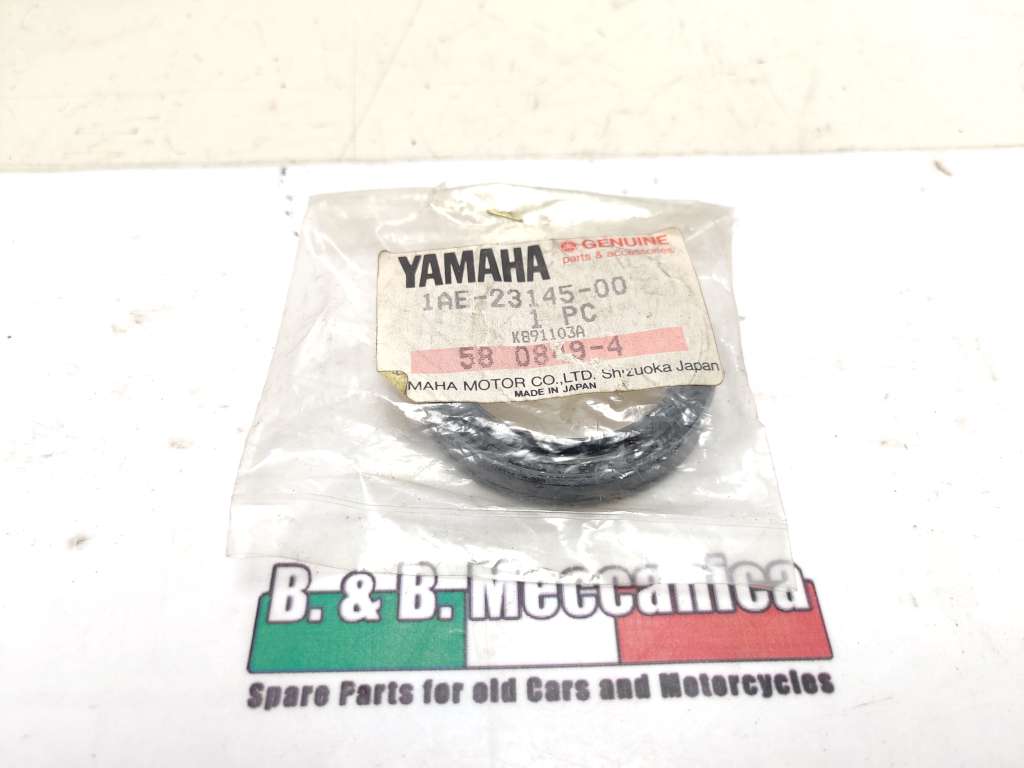 YAMAHA
GENUINE
parts & accessories
1AE-23145-00
1 PC
K891103A
58
MAHA MOTOR CO.,LTD. Shizuoka Japan
MADE IN JAPAN
B. & B. Meccanica
Spare Parts for old Cars and Motorcycles